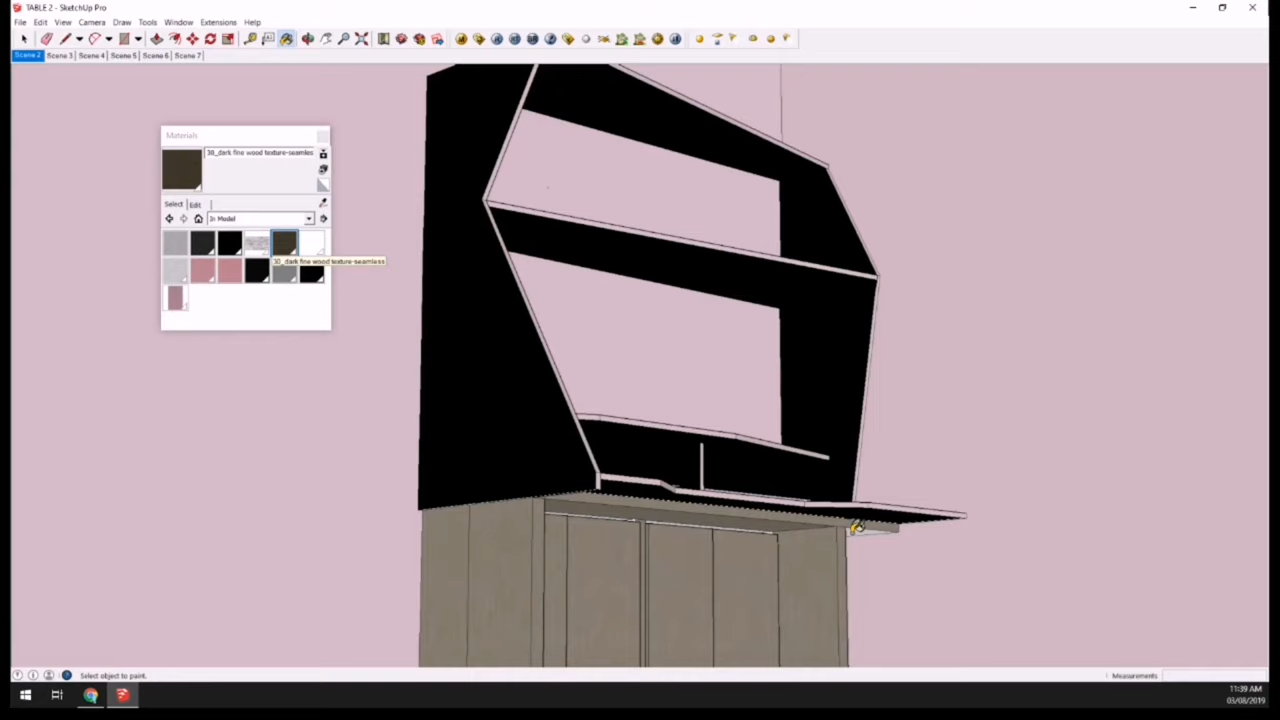 TABLE 2 - SketchUp Pro
File Edit View Camera Draw Tools Window Extensions Help
Scene 2 Scene 3 Scene 4 Scene 5 Scene 6 Scene 7
Materials
30_dark fine wood texture-seamles
Select Edit
In Model
30_dark fine wood texture-seamless
Select object to paint.
Measurements
11:39 AM
03/08/2019